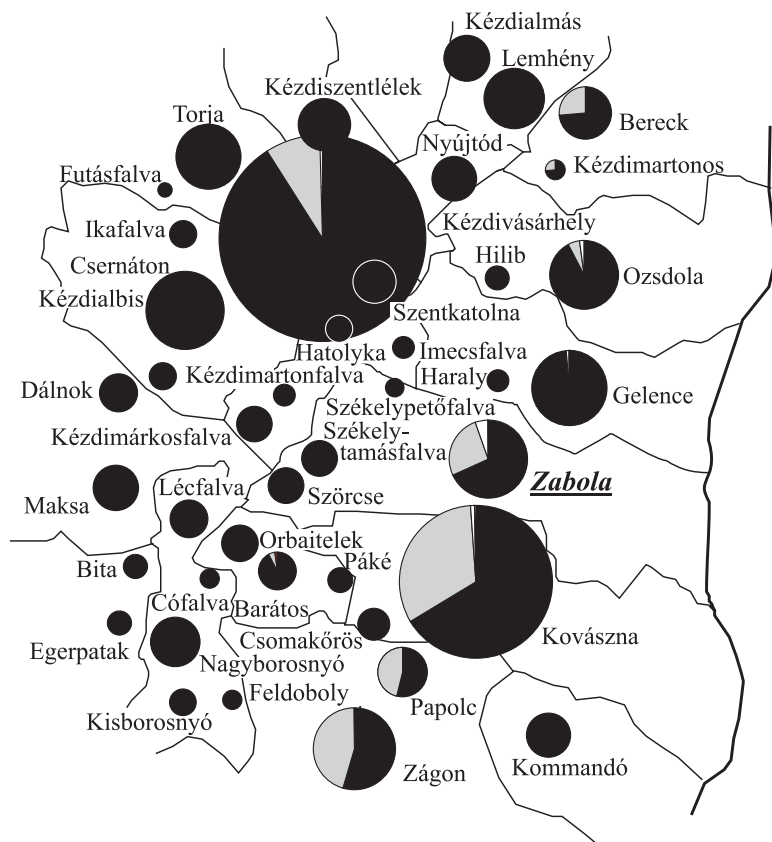 Kézdialmás
Lemhény
Kézdiszentlélek
Torja
Bereck
Nyújtód
Kézdimartonos
Futásfalva
Kézdivásárhely
Ikafalva
Hilib
Csernáton
Ozsdola
Kézdialbis
Szentkatolna
Hatolyka
Imecsfalva
Kézdimartonfalva
Haraly
Dálnok
Gelence
Székelypetőfalva
Kézdimárkosfalva
Székely-
tamásfalva
Zabola
Lécfalva
Szörcse
Maksa
Orbaitelek
Páké
Bita
Cófalva
Barátos
Csomakőrös
Kovászna
Egerpatak
Nagyborosnyó
Feldoboly
Papolc
Kisborosnyó
Zágon
Kommandó